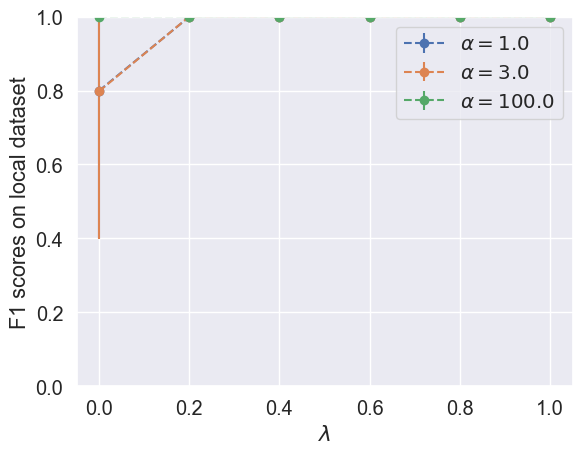 F1 scores on local dataset
1.0
0.8
0.6
0.4
0.2
0.0
α = 1.0
α = 3.0
α = 100.0
0.0 0.2 0.4 0.6 0.8 1.0
λ